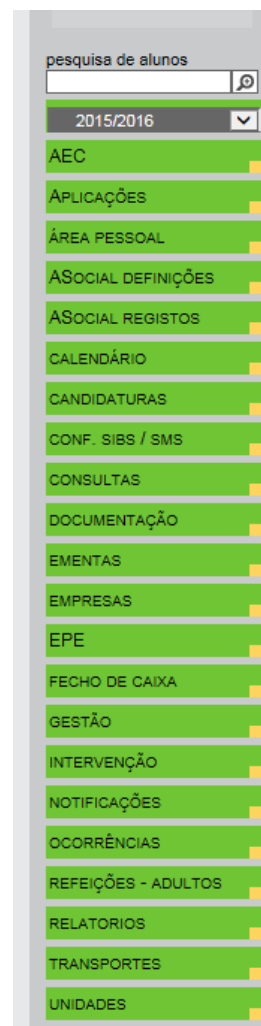 pesquisa de alunos
2015/2016
AEC
APLICAÇÕES
ÁREA PESSOAL
ASOCIAL DEFINIÇÕES
ASOCIAL REGISTOS
CALENDÁRIO
CANDIDATURAS
CONF. SIBS / SMS
CONSULTAS
DOCUMENTAÇÃO
EMENTAS
EMPRESAS
EPE
FECHO DE CAIXA
GESTÃO
INTERVENÇÃO
NOTIFICAÇÕES
OCORRÊNCIAS
REFEIÇÕES - ADULTOS
RELATORIOS
TRANSPORTES
UNIDADES